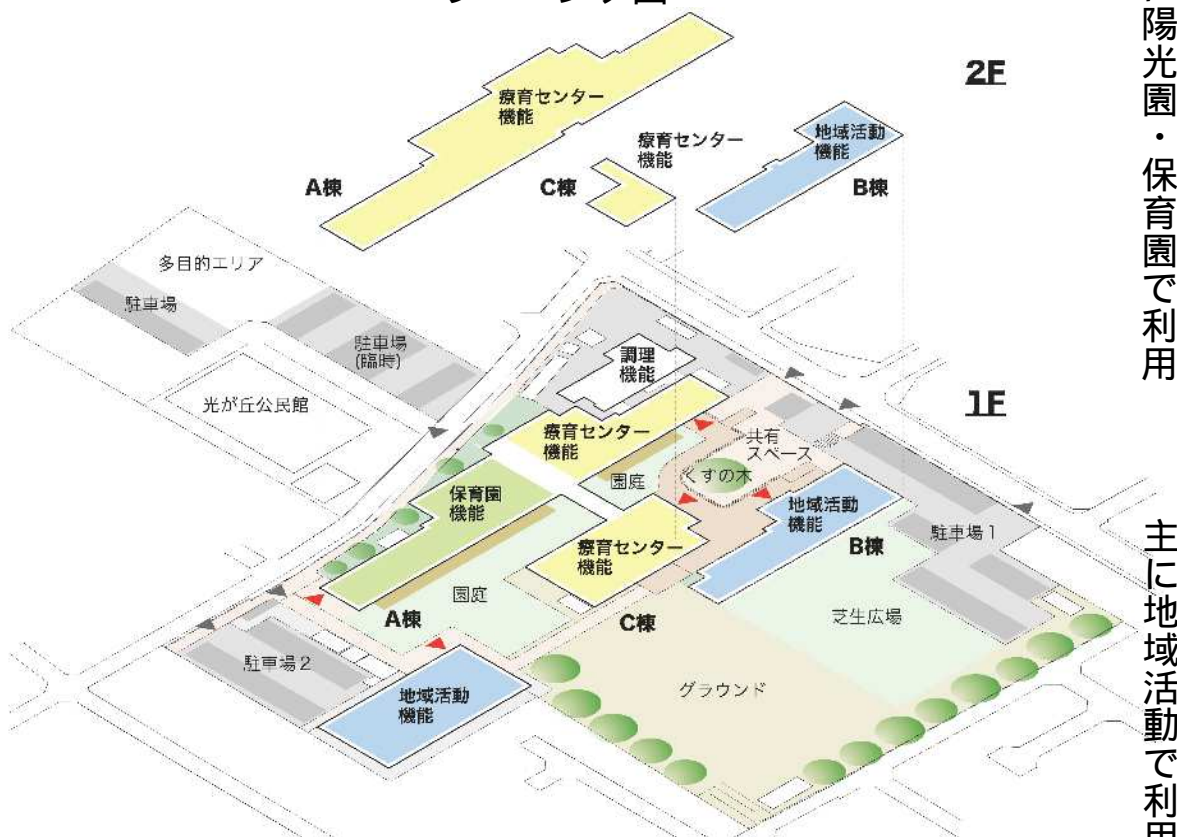 2F
療育センター
機能
療育センター
機能
地域活動
機能
A棟
C棟
B棟
多目的エリア
駐車場
駐車場
(臨時)
光が丘公民館
1F
調理
機能
療育センター
機能
共有
スペース
くすの木
園庭
保育園
機能
地域活動
機能
療育センター
機能
B棟
駐車場1
園庭
A棟
C棟
芝生広場
駐車場2
グラウンド
地域活動
機能
陽光園・保育園で利用
主に地域活動で利用